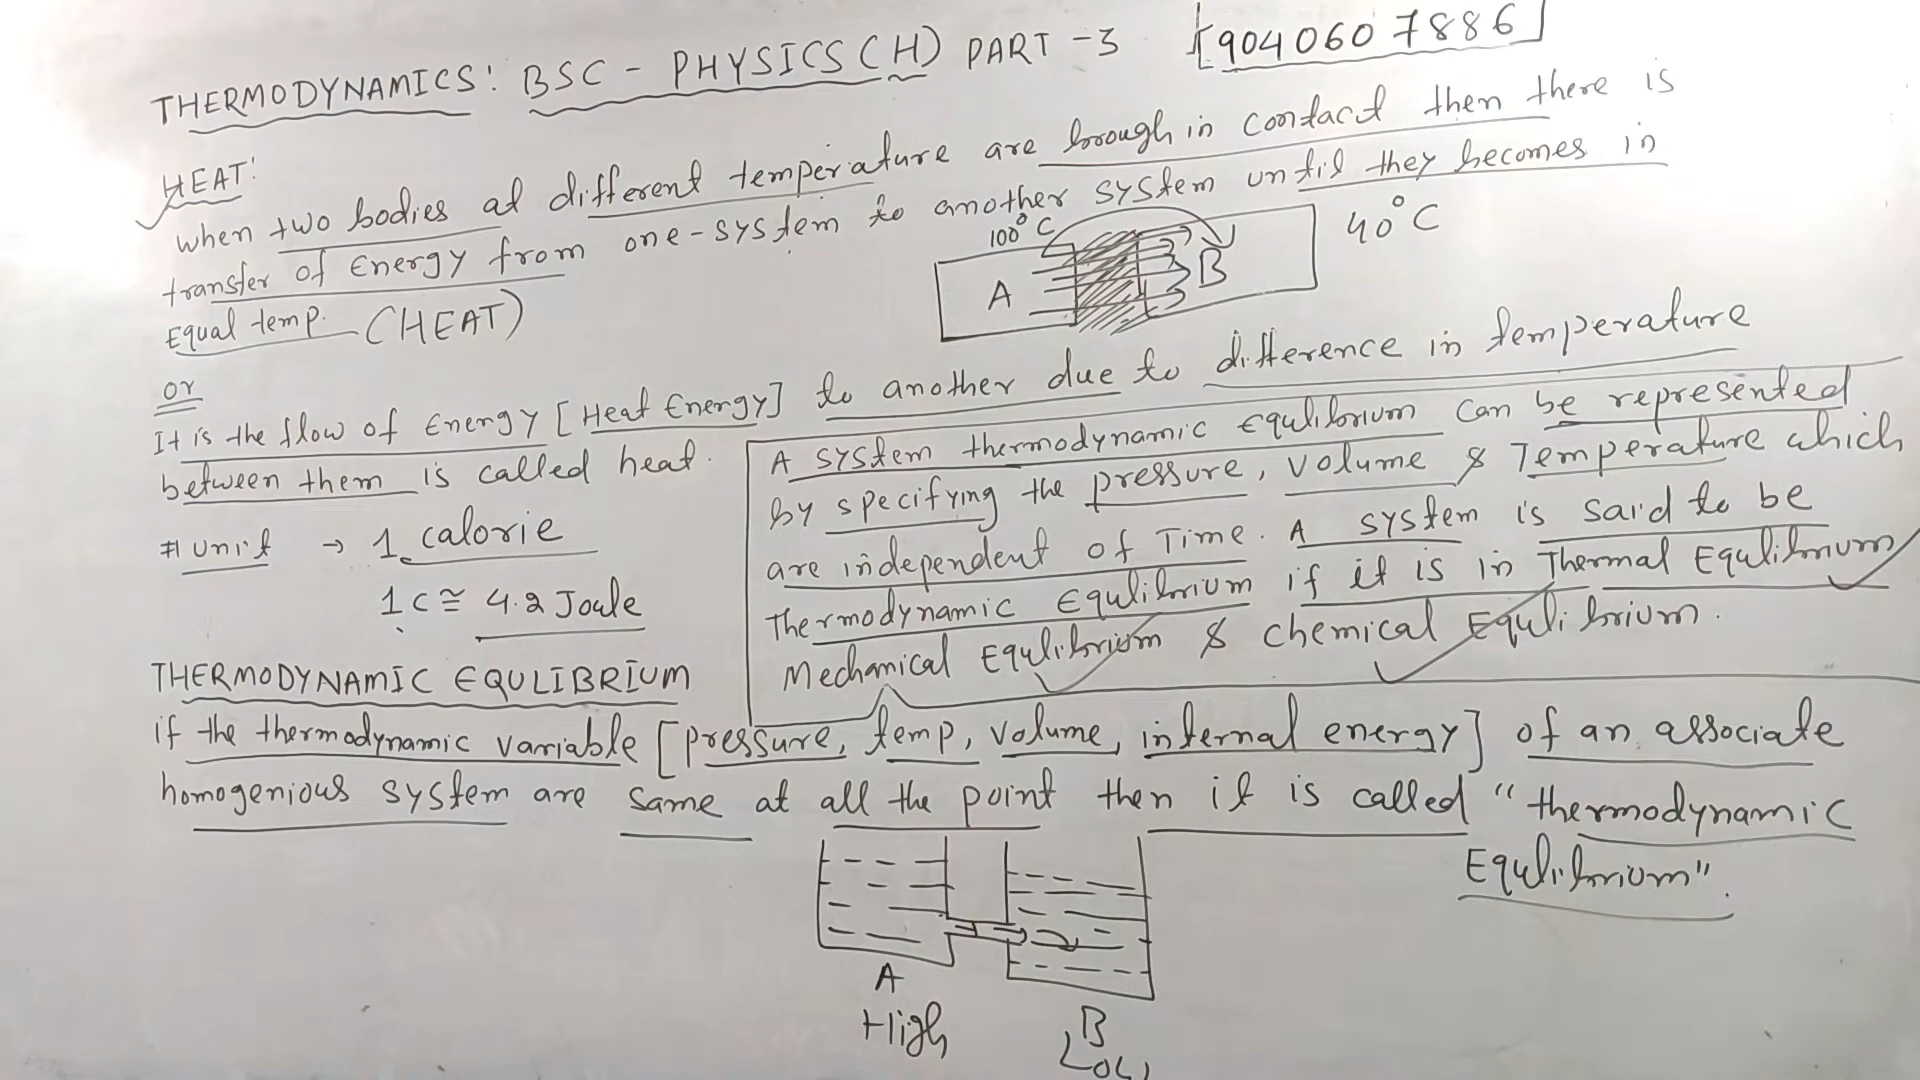 THERMODYNAMICS: BSC - PHYSICS (H) PART -3 [9040607886]
HEAT:
when two bodies at different temperature are brough in contact then there is
transfer of Energy from one-system to another system until they becomes in
Equal temp. (HEAT)
100°C
40°C
A
B
or
It is the flow of Energy [Heat Energy] to another due to difference in temperature
between them is called heat.
# unit → 1 calorie
1 c ≅ 4.2 Joule
A system thermodynamic Equlibrium can be represented
by specifying the pressure, volume & Temperature which
are independent of Time. A system is said to be
Thermodynamic Equlibrium if it is in Thermal Equlibrium
Mechanical Equlibrium & chemical Equlibrium.
THERMODYNAMIC EQULIBRIUM
if the thermodynamic variable [pressure, temp, volume, internal energy] of an associate
homogenious system are same at all the point then it is called "thermodynamic
Equlibrium".
A
High
B
Low